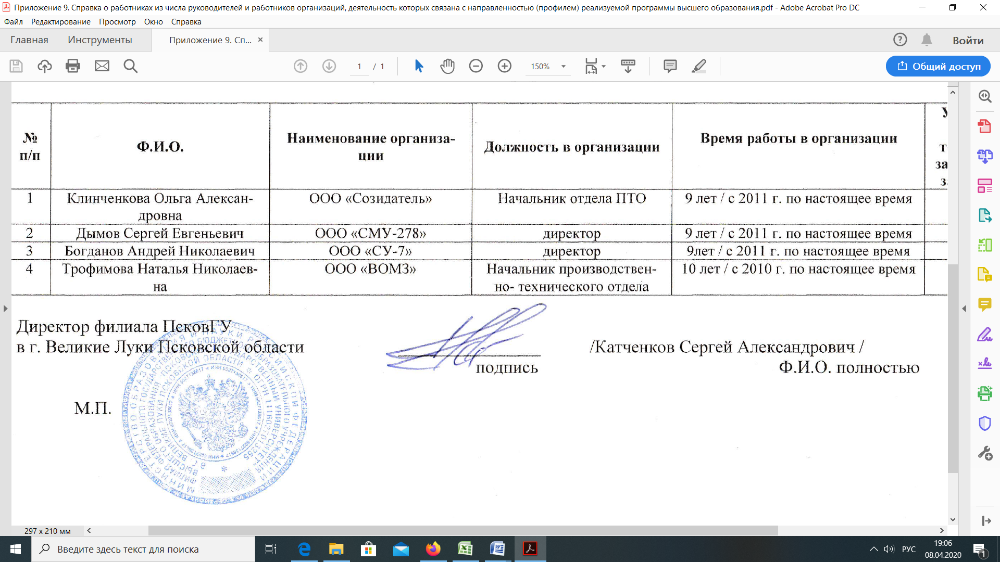 Приложение 9. Справка о работниках из числа руководителей и работников организаций, деятельность которых связана с направленностью (профилем) реализуемой программы высшего образования.pdf - Adobe Acrobat Pro DC
Файл Редактирование Просмотр Окно Справка
Главная Инструменты Приложение 9. Сп... × Войти
1 / 1 150% Общий доступ
№ п/п
Ф.И.О.
Наименование организа-
ции
Должность в организации
Время работы в организации
1 Клинченкова Ольга Алексан-
дровна
ООО «Созидатель» Начальник отдела ПТО 9 лет / с 2011 г. по настоящее время
2 Дымов Сергей Евгеньевич ООО «СМУ-278» директор 9 лет / с 2011 г. по настоящее время
3 Богданов Андрей Николаевич ООО «СУ-7» директор 9лет / с 2011 г. по настоящее время
4 Трофимова Наталья Николаев-
на
ООО «ВОМЗ» Начальник производствен-
но- технического отдела
10 лет / с 2010 г. по настоящее время
Директор филиала ПсковГУ
в г. Великие Луки Псковской области /Катченков Сергей Александрович /
подпись Ф.И.О. полностью
М.П.
297 x 210 мм
Введите здесь текст для поиска
РУС
19:06
08.04.2020
1